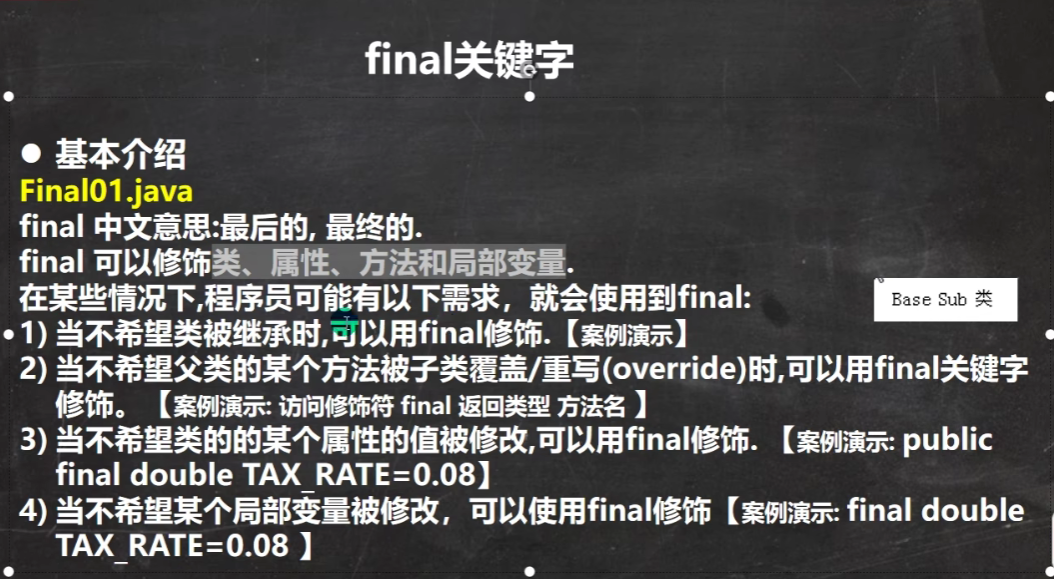 final关键字
● 基本介绍
Final01.java
final 中文意思:最后的, 最终的.
final 可以修饰类、属性、方法和局部变量.
在某些情况下,程序员可能有以下需求，就会使用到final:
Base Sub 类
1) 当不希望类被继承时,可以用final修饰.【案例演示】
2) 当不希望父类的某个方法被子类覆盖/重写(override)时,可以用final关键字
修饰。【案例演示: 访问修饰符 final 返回类型 方法名 】
3) 当不希望类的的某个属性的值被修改,可以用final修饰. 【案例演示: public
final double TAX_RATE=0.08】
4) 当不希望某个局部变量被修改，可以使用final修饰【案例演示: final double
TAX_RATE=0.08 】